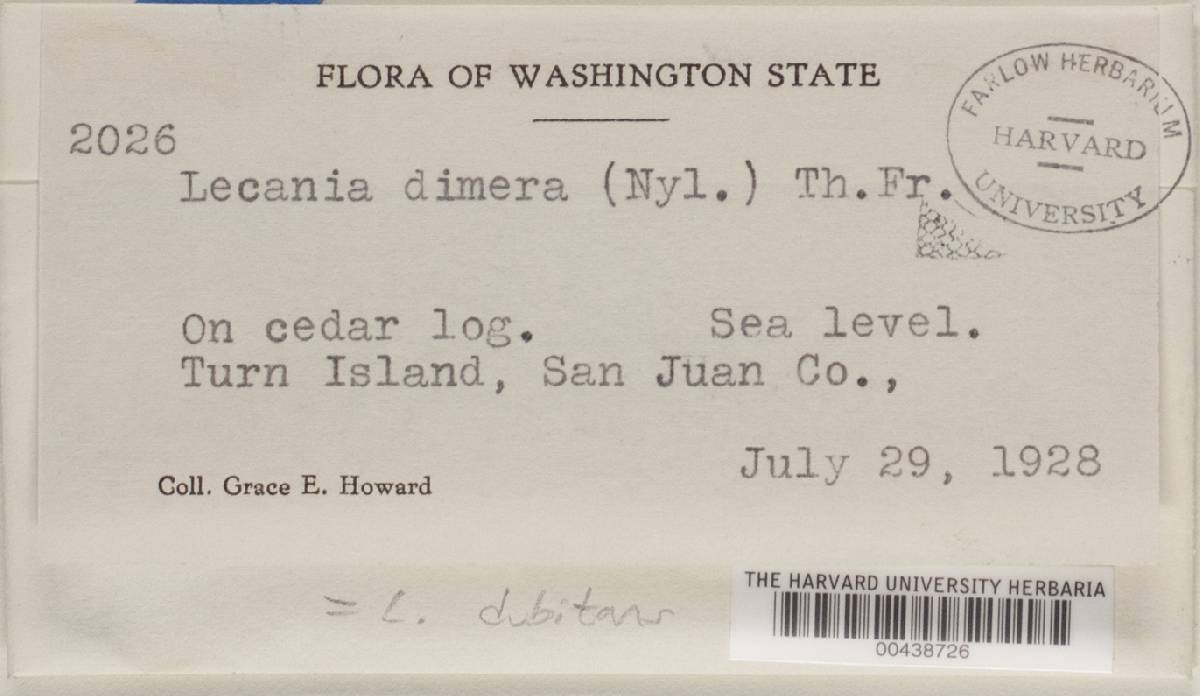 FLORA OF WASHINGTON STATE
FARLOW HERBARIUM
HARVARD
UNIVERSITY
2026
Lecania dimera (Nyl.) Th.Fr.
On cedar log. Sea level.
Turn Island, San Juan Co.,
July 29, 1928
Coll. Grace E. Howard
= L. dubitans
THE HARVARD UNIVERSITY HERBARIA
00438726